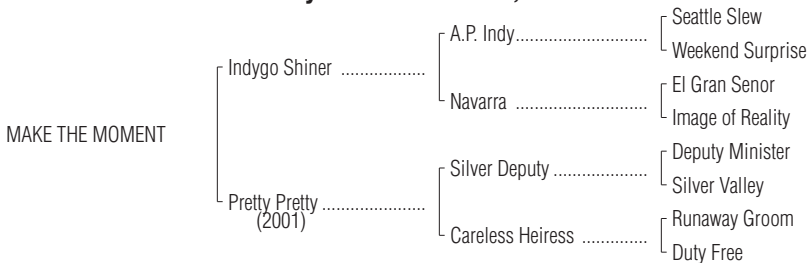 Seattle Slew
A.P. Indy
Weekend Surprise
Indygo Shiner
El Gran Senor
Navarra
Image of Reality
MAKE THE MOMENT
Deputy Minister
Silver Deputy
Silver Valley
Pretty Pretty
(2001)
Runaway Groom
Careless Heiress
Duty Free